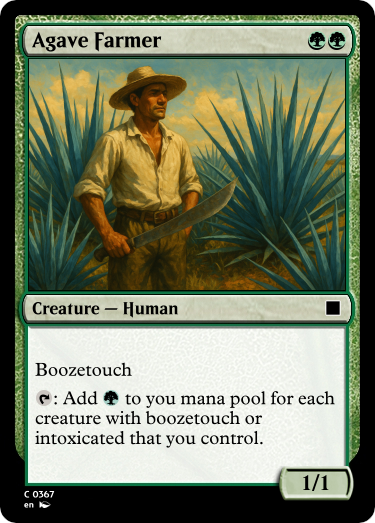 Agave Farmer
Creature — Human
Boozetouch
: Add to you mana pool for each
creature with boozetouch or
intoxicated that you control.
1/1
C 0367
en